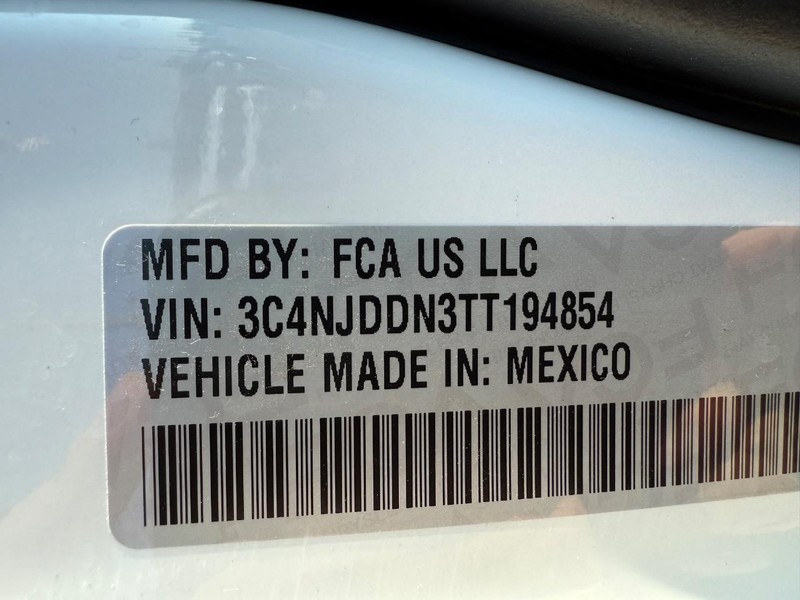 MFD BY: FCA US LLC
VIN: 3C4NJDDN3TT194854
VEHICLE MADE IN: MEXICO